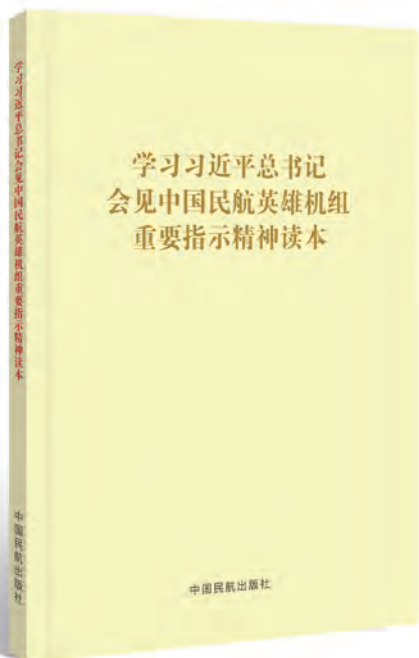 学习习近平总书记
会见中国民航英雄机组
重要指示精神读本
中国民航出版社
学习习近平总书记会见中国民航英雄机组重要指示精神读本
中国民航出版社